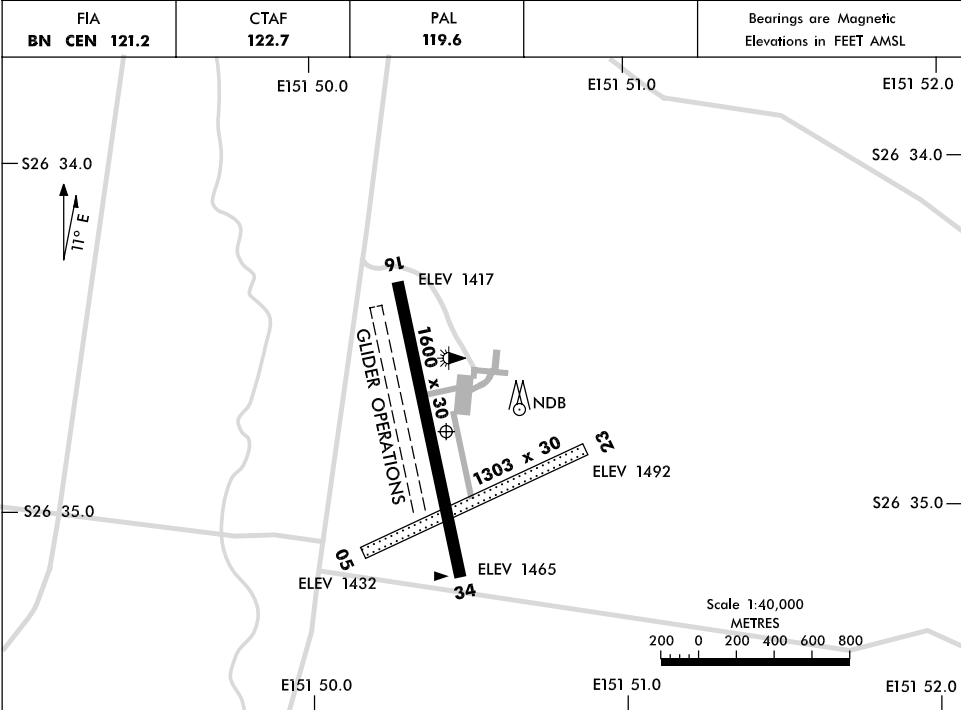 FIA
BN CEN 121.2
CTAF
122.7
PAL
119.6
Bearings are Magnetic
Elevations in FEET AMSL
E151 50.0
E151 51.0
E151 52.0
S26 34.0
S26 34.0
11° E
16
ELEV 1417
1600 x 30
GLIDER OPERATIONS
NDB
1303 x 30
23
ELEV 1492
S26 35.0
S26 35.0
05
ELEV 1432
ELEV 1465
34
Scale 1:40,000
METRES
200 0 200 400 600 800
E151 50.0
E151 51.0
E151 52.0